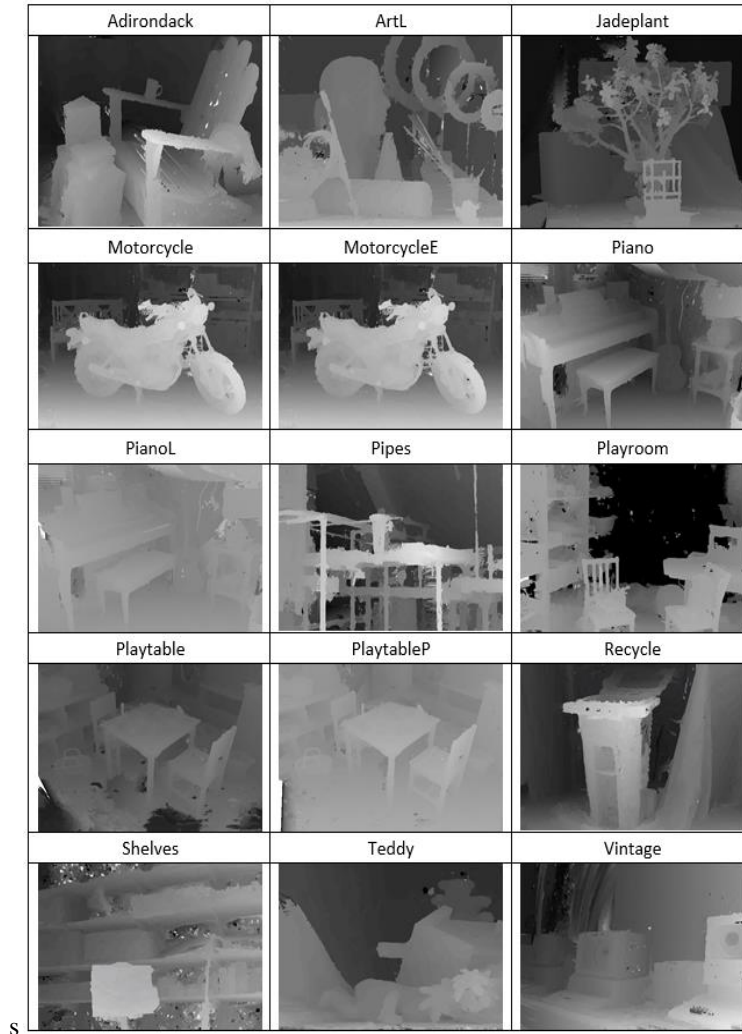 Adirondack ArtL Jadeplant
Motorcycle MotorcycleE Piano
PianoL Pipes Playroom
Playtable PlaytableP Recycle
Shelves Teddy Vintage
s